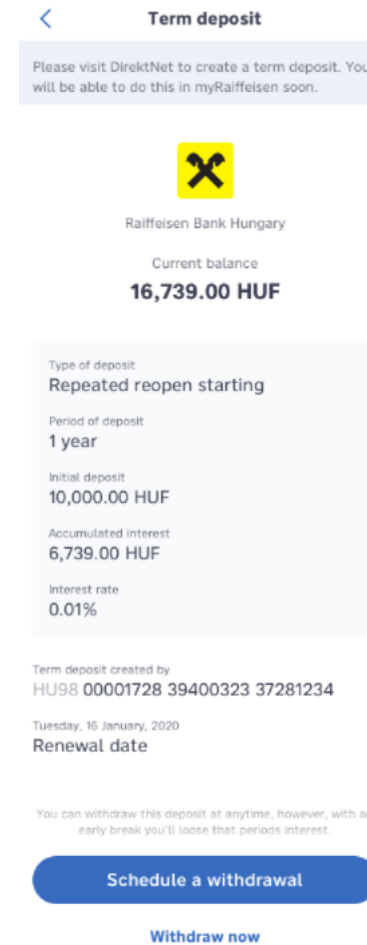 Term deposit
Please visit DirektNet to create a term deposit. You
will be able to do this in myRaiffeisen soon.
Raiffeisen Bank Hungary
Current balance
16,739.00 HUF
Type of deposit
Repeated reopen starting
Period of deposit
1 year
Initial deposit
10,000.00 HUF
Accumulated interest
6,739.00 HUF
Interest rate
0.01%
Term deposit created by
HU98 00001728 39400323 37281234
Tuesday, 16 January, 2020
Renewal date
You can withdraw this deposit at anytime, however, with a
early break you'll loose that periods interest.
Schedule a withdrawal
Withdraw now